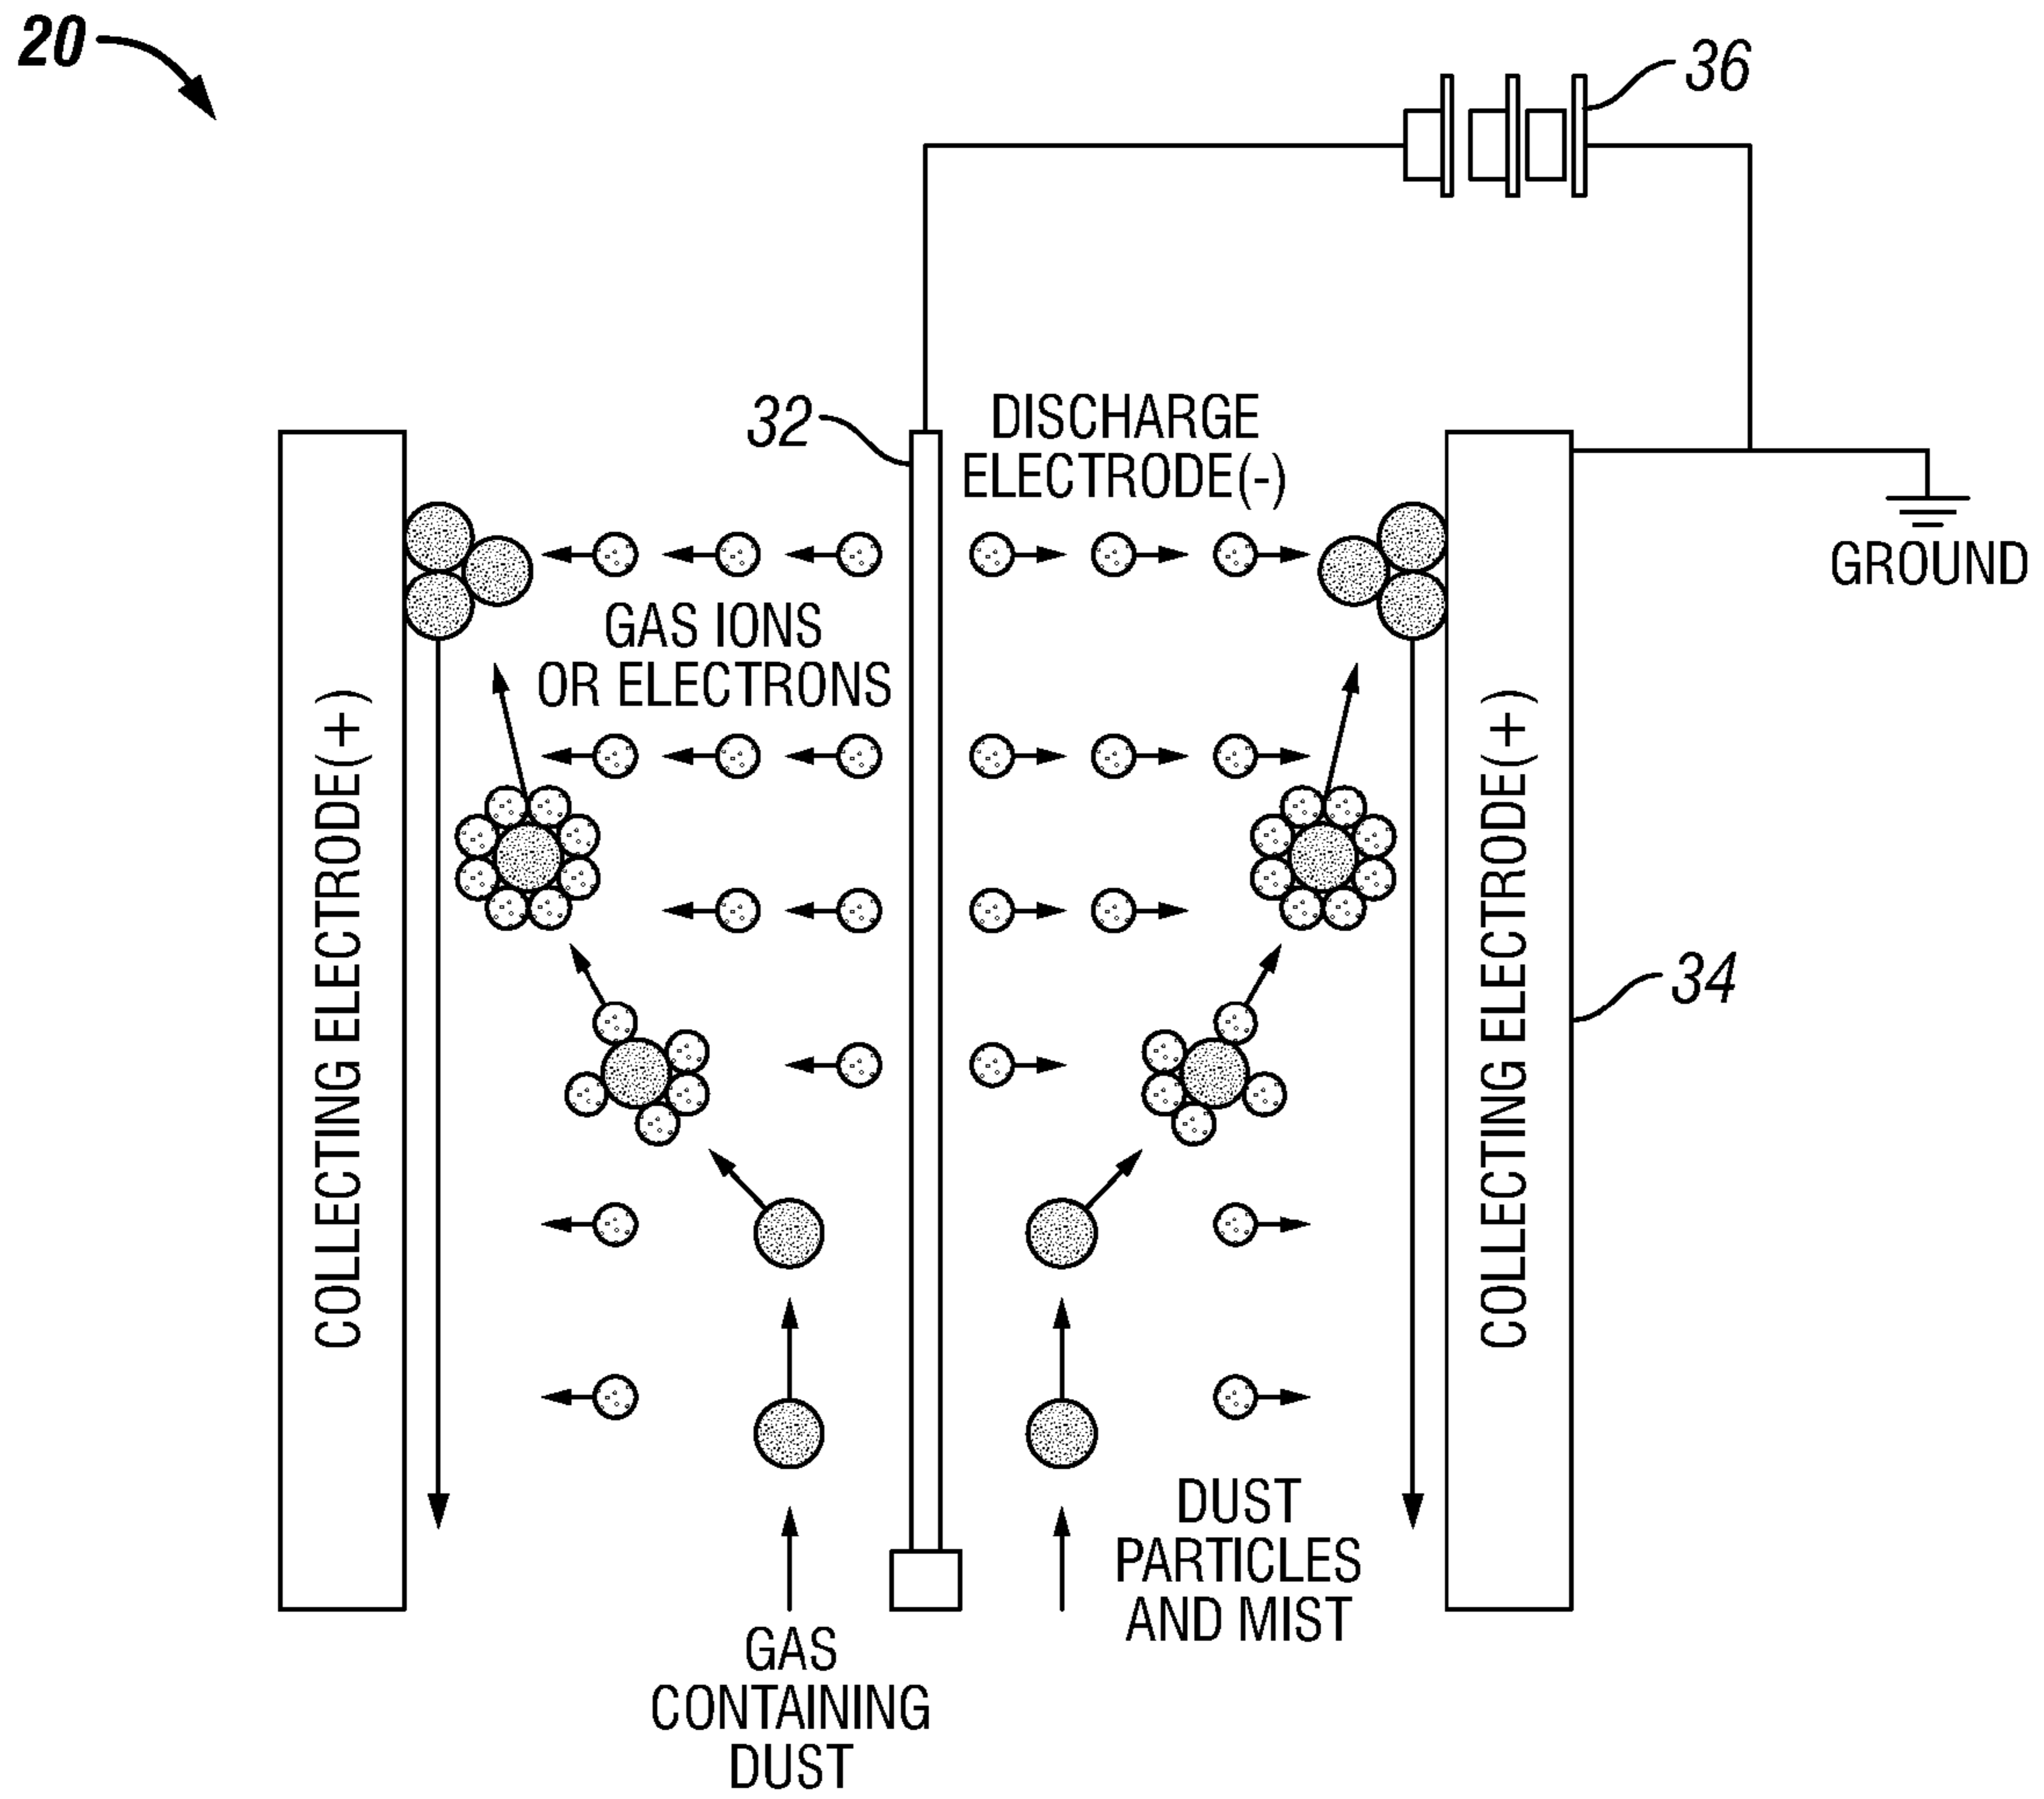 20
36
32
DISCHARGE
ELECTRODE(-)
GROUND
GAS IONS
OR ELECTRONS
COLLECTING ELECTRODE(+)
COLLECTING ELECTRODE(+)
34
DUST
PARTICLES
AND MIST
GAS
CONTAINING
DUST